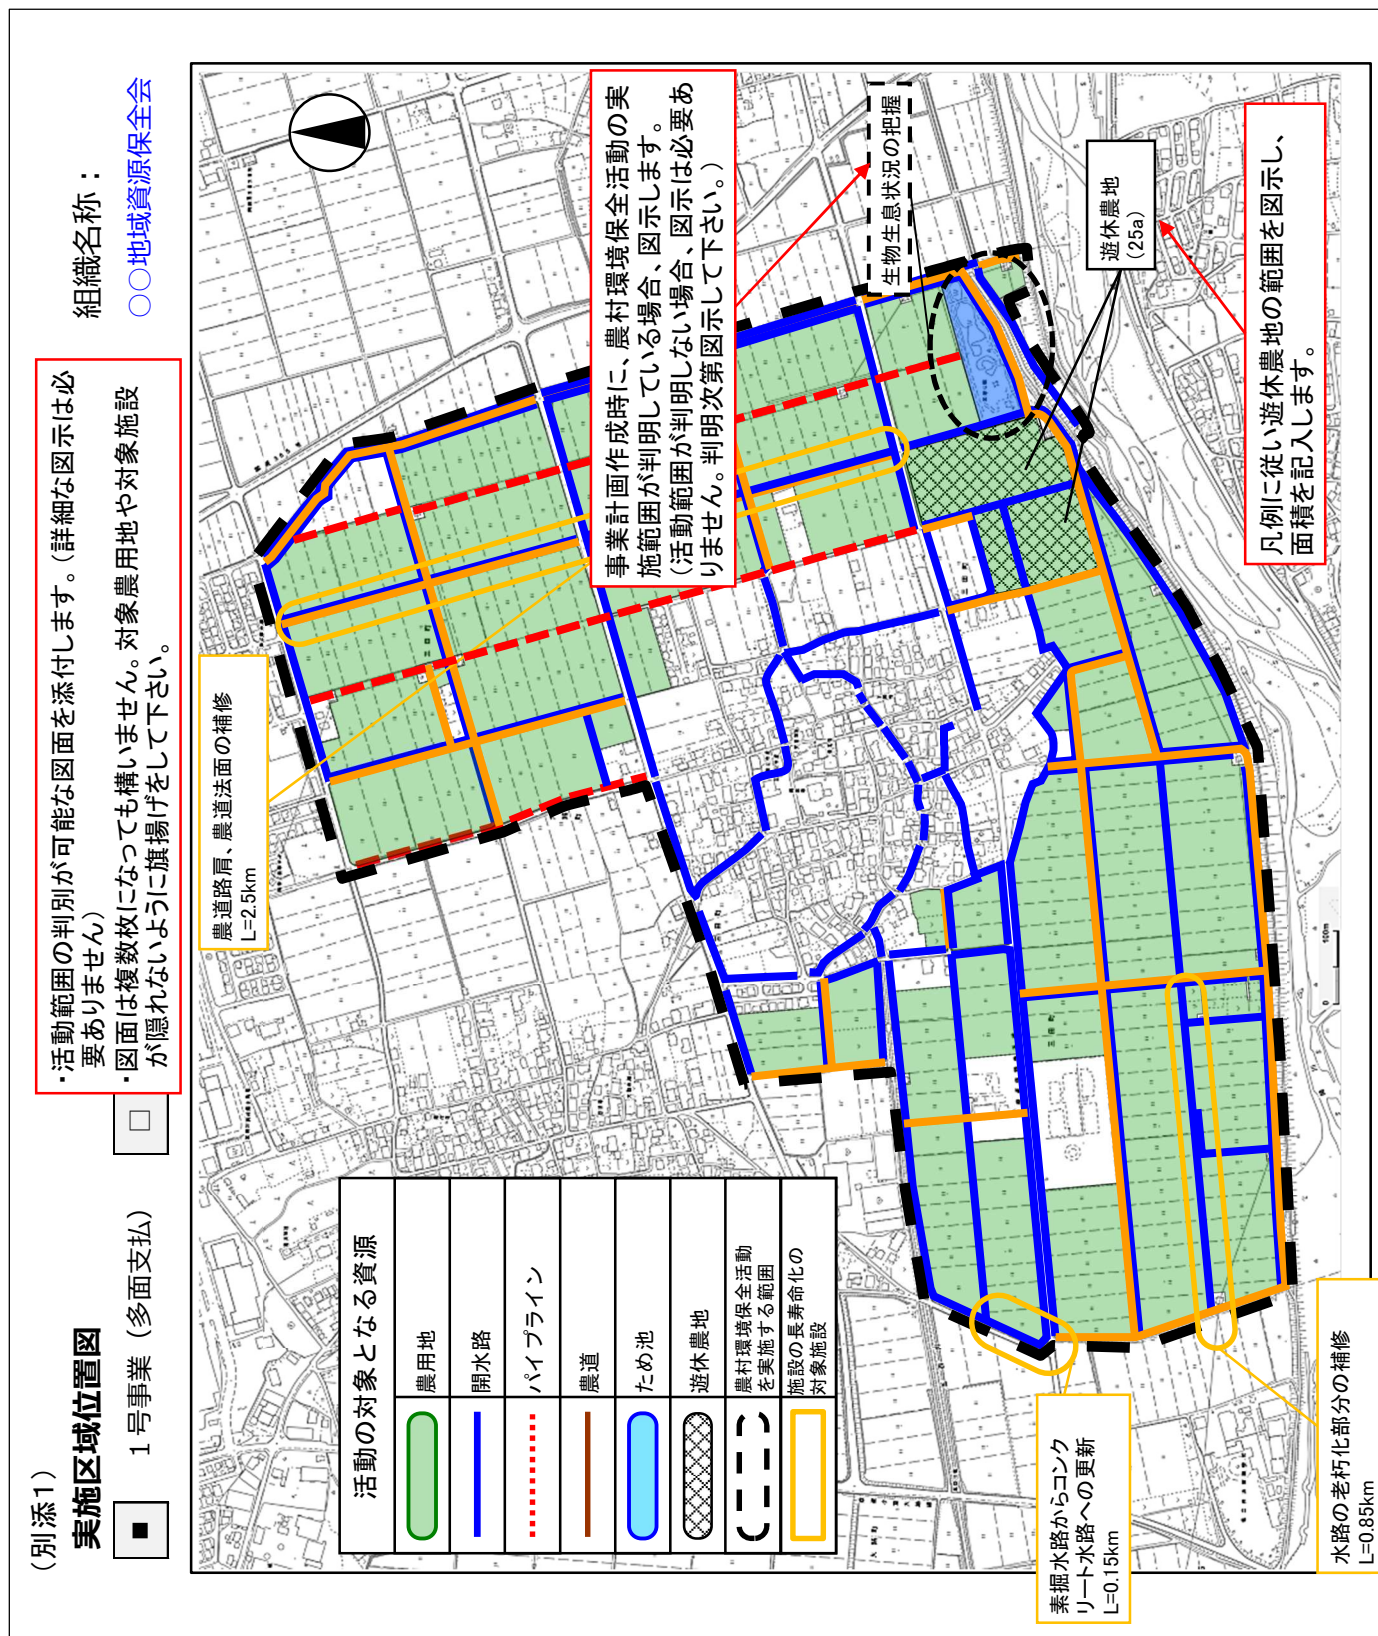 (別添1)
実施区域位置図
■ 1号事業(多面支払)
□
組織名称:
○○地域資源保全会
・活動範囲の判別が可能な図面を添付します。(詳細な図示は必
要ありません)
・図面は複数枚になっても構いません。対象農用地や対象施設
が隠れないように旗揚げをして下さい。
農道路肩、農道法面の補修
L=2.5km
事業計画作成時に、農村環境保全活動の実
施範囲が判明している場合、図示します。
(活動範囲が判明しない場合、図示は必要あ
りません。判明次第図示して下さい。)
生物生息状況の把握
遊休農地
(25a)
凡例に従い遊休農地の範囲を図示し、
面積を記入します。
活動の対象となる資源
農用地
開水路
パイプライン
農道
ため池
遊休農地
農村環境保全活動
を実施する範囲
施設の長寿命化の
対象施設
素掘水路からコンク
リート水路への更新
L=0.15km
水路の老朽化部分の補修
L=0.85km
0
100m